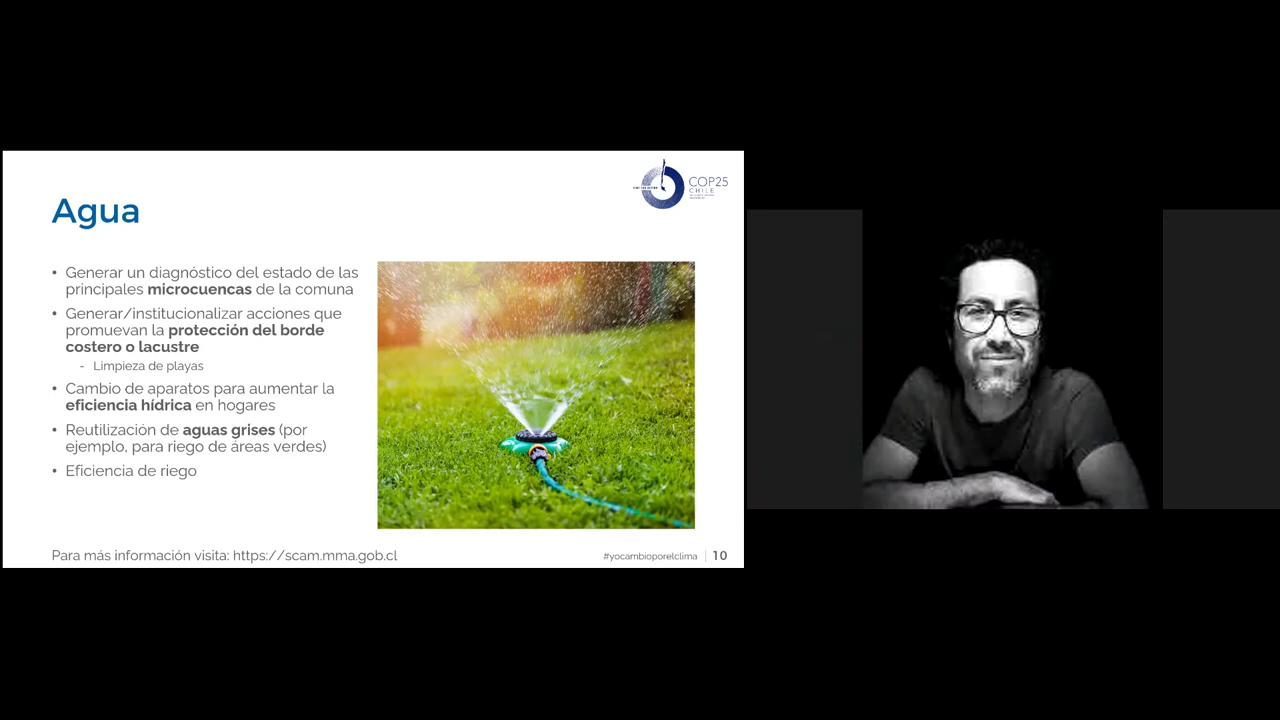 COP25
CHILE
Agua
• Generar un diagnóstico del estado de las
principales microcuencas de la comuna
• Generar/institucionalizar acciones que
promuevan la protección del borde
costero o lacustre
- Limpieza de playas
• Cambio de aparatos para aumentar la
eficiencia hídrica en hogares
• Reutilización de aguas grises (por
ejemplo, para riego de áreas verdes)
• Eficiencia de riego
Para más información visita: https://scam.mma.gob.cl
#yocambioporelclima | 10